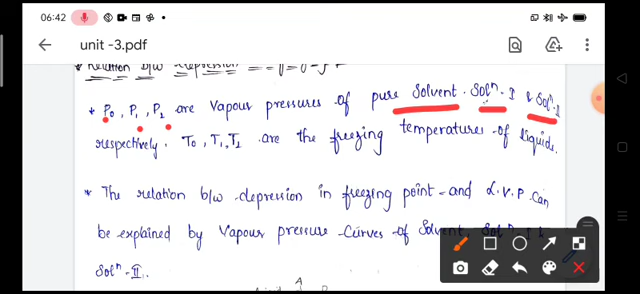 06:42
unit -3.pdf
* Relation b/w depression
* P0, P1, P2 are Vapour pressures of pure Solvent. Solⁿ-I & Solⁿ-
respectively. T0, T1, T2 are the freezing temperatures of liquids.
* The relation b/w depression in freezing point and L.V.P. Can
be explained by Vapour pressure Curves of Solvent, Solⁿ
Solⁿ-II.